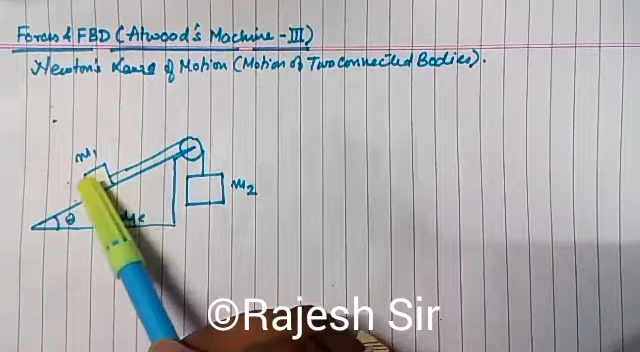 Forces & FBD (Atwood's Machine - III)
Newton's Laws of Motion (Motion of Two connected Bodies).
m₁
m₂
θ
©Rajesh Sir